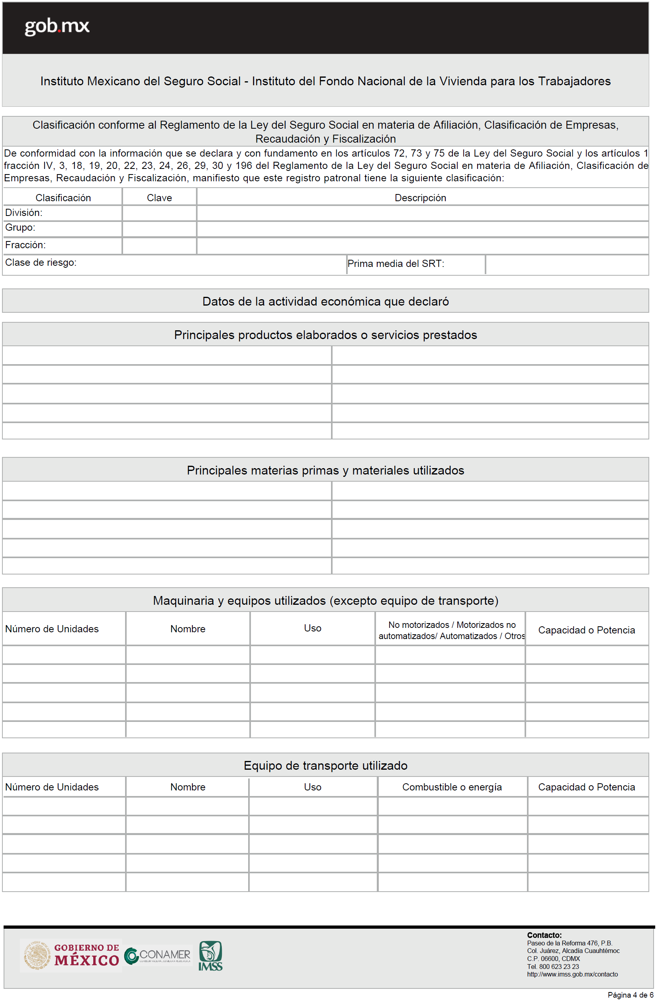 gob.mx
Instituto Mexicano del Seguro Social - Instituto del Fondo Nacional de la Vivienda para los Trabajadores
Clasificación conforme al Reglamento de la Ley del Seguro Social en materia de Afiliación, Clasificación de Empresas,
Recaudación y Fiscalización
De conformidad con la información que se declara y con fundamento en los artículos 72, 73 y 75 de la Ley del Seguro Social y los artículos 1
fracción IV, 3, 18, 19, 20, 22, 23, 24, 26, 29, 30 y 196 del Reglamento de la Ley del Seguro Social en materia de Afiliación, Clasificación de
Empresas, Recaudación y Fiscalización, manifiesto que este registro patronal tiene la siguiente clasificación:
Clasificación Clave Descripción
División:
Grupo:
Fracción:
Clase de riesgo: Prima media del SRT:
Datos de la actividad económica que declaró
Principales productos elaborados o servicios prestados
Principales materias primas y materiales utilizados
Maquinaria y equipos utilizados (excepto equipo de transporte)
Número de Unidades Nombre Uso No motorizados / Motorizados no
automatizados/ Automatizados / Otros Capacidad o Potencia
Equipo de transporte utilizado
Número de Unidades Nombre Uso Combustible o energía Capacidad o Potencia
GOBIERNO DE
MÉXICO
CONAMER
IMSS
Contacto:
Paseo de la Reforma 476, P.B.
Col. Juárez, Alcadía Cuauhtémoc
C.P. 06600, CDMX
Tel. 800 623 23 23
http://www.imss.gob.mx/contacto
Página 4 de 6